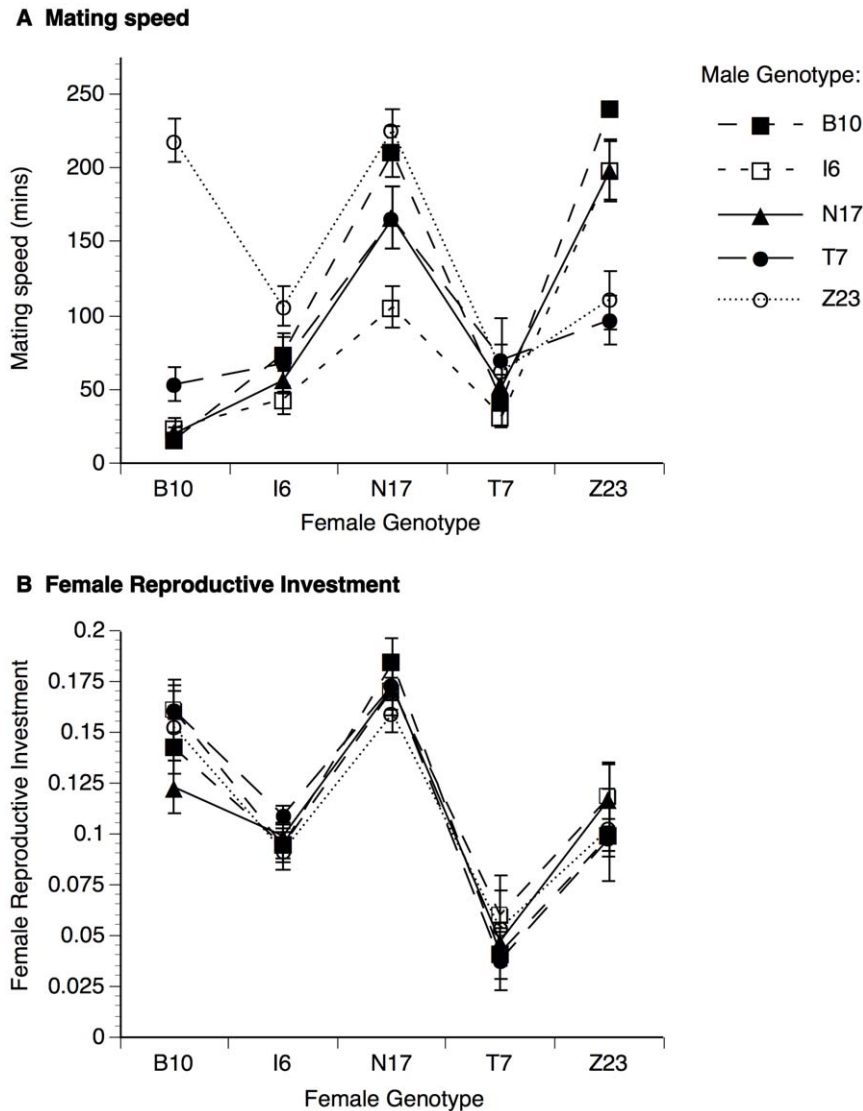 A Mating speed
Mating speed (mins)
250
200
150
100
50
0
B10 I6 N17 T7 Z23
Female Genotype
Male Genotype:
B10
I6
N17
T7
Z23
B Female Reproductive Investment
Female Reproductive Investment
0.2
0.175
0.15
0.125
0.1
0.075
0.05
0.025
0
B10 I6 N17 T7 Z23
Female Genotype